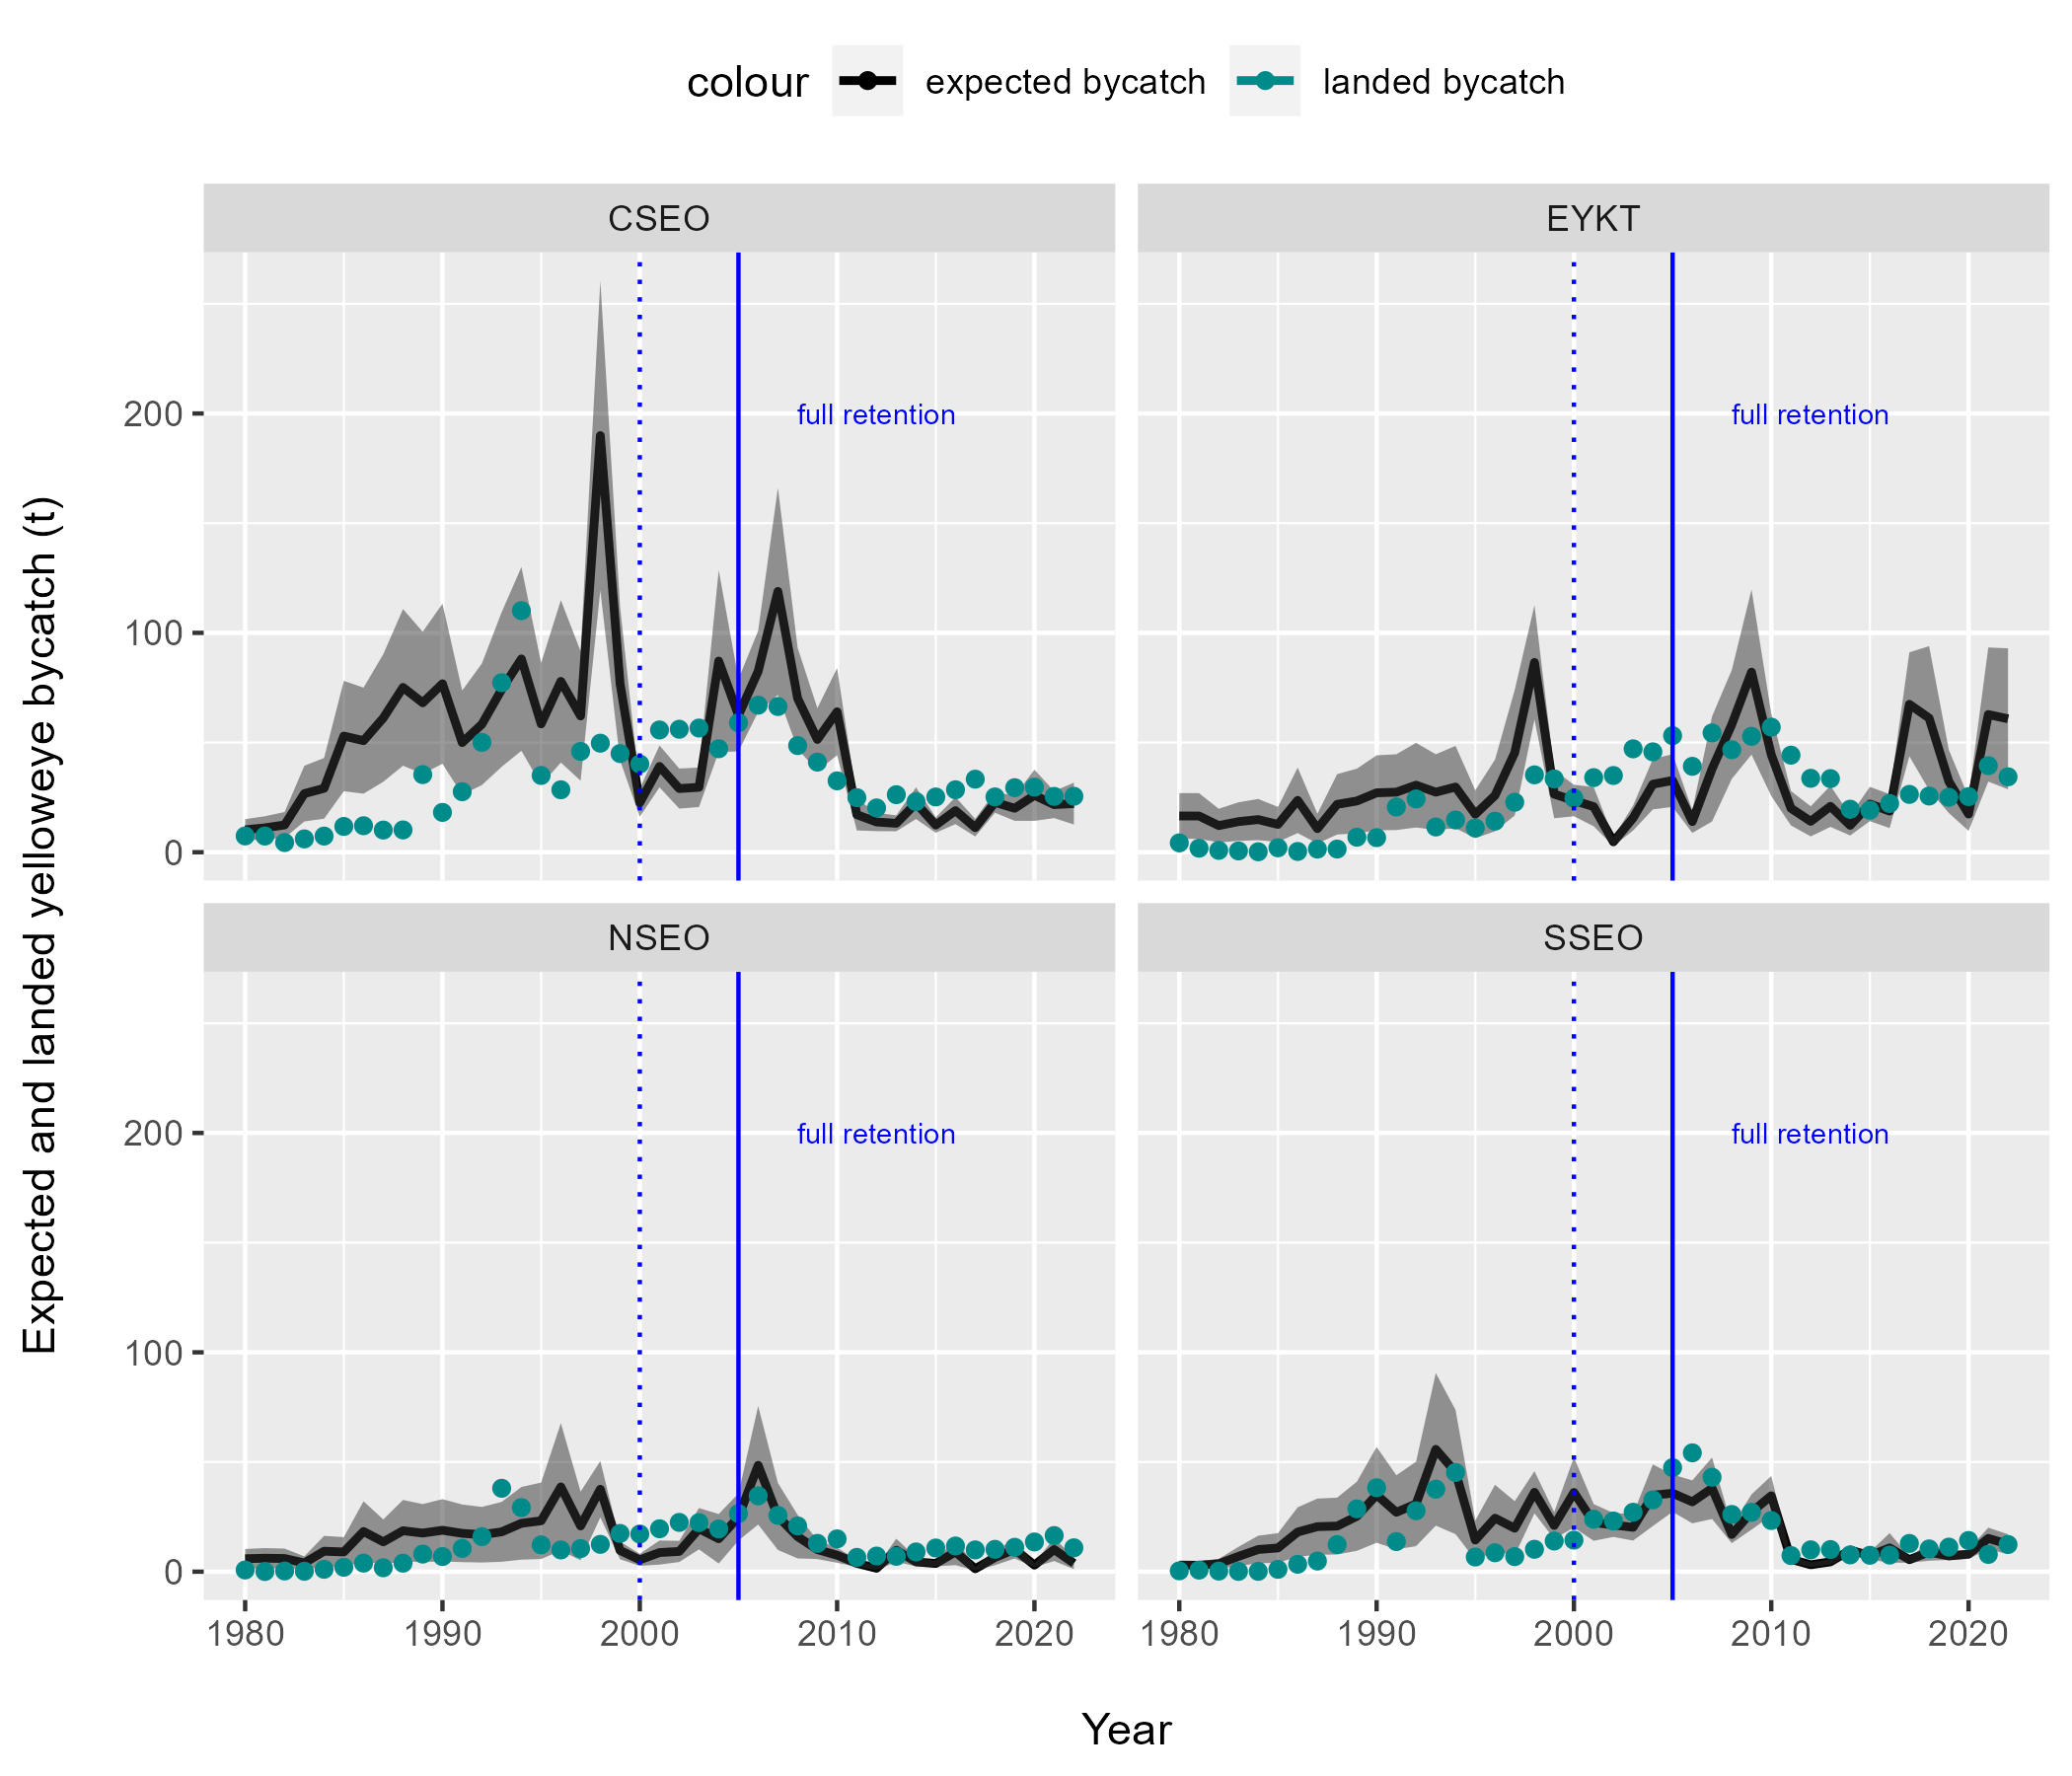 colour expected bycatch landed bycatch
CSEO EYKT
200 full retention full retention
100
0
NSEO SSEO
200 full retention full retention
100
0
1980 1990 2000 2010 2020 1980 1990 2000 2010 2020
Year
Expected and landed yelloweye bycatch (t)